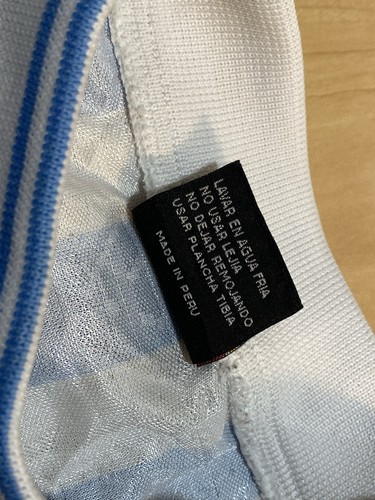 LAVAR EN AGUA FRIA
NO USAR LEJIA
NO DEJAR REMOJANDO
USAR PLANCHA TIBIA
MADE IN PERU